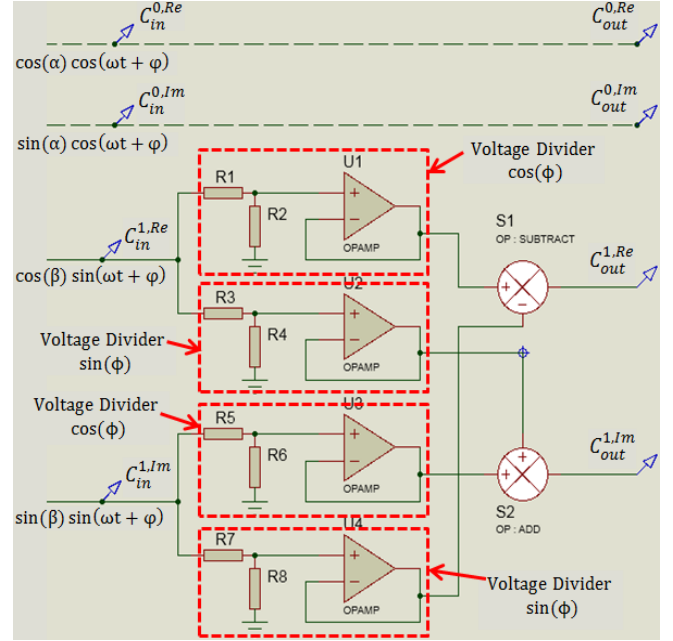 C_in^{0,Re}
C_out^{0,Re}
cos(α) cos(ωt + φ)
C_in^{0,Im}
C_out^{0,Im}
sin(α) cos(ωt + φ)
U1
Voltage Divider
cos(ϕ)
R1
R2
OPAMP
S1
OP : SUBTRACT
C_in^{1,Re}
C_out^{1,Re}
cos(β) sin(ωt + φ)
U2
R3
R4
OPAMP
Voltage Divider
sin(ϕ)
Voltage Divider
cos(ϕ)
U3
R5
R6
OPAMP
C_in^{1,Im}
C_out^{1,Im}
sin(β) sin(ωt + φ)
S2
OP : ADD
U4
R7
R8
OPAMP
Voltage Divider
sin(ϕ)